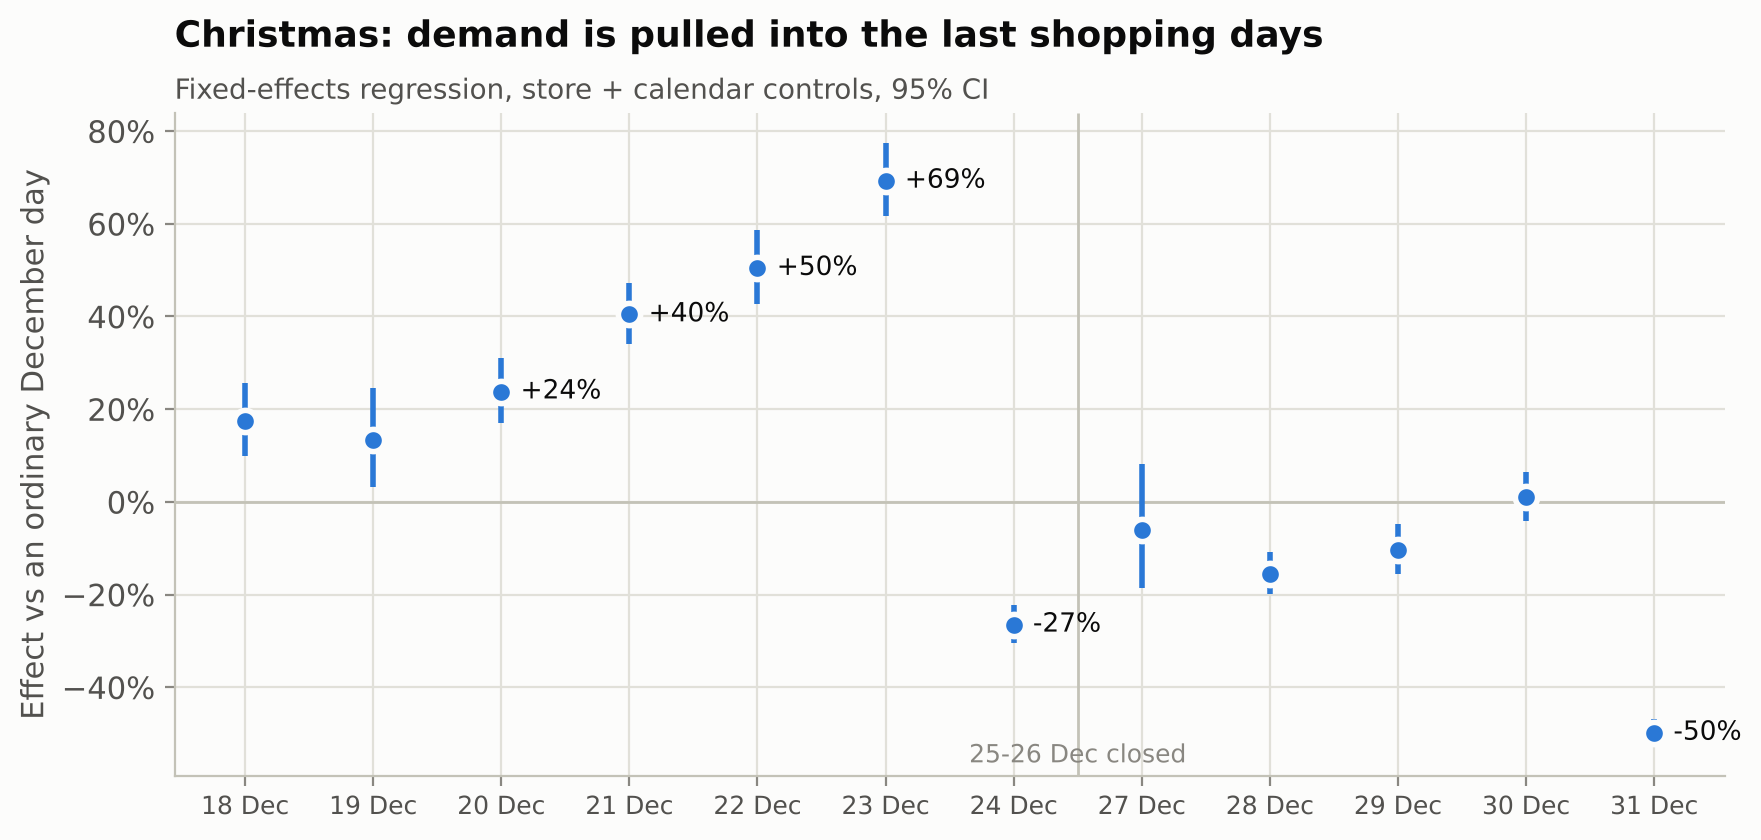 Christmas: demand is pulled into the last shopping days
Fixed-effects regression, store + calendar controls, 95% CI
Effect vs an ordinary December day
80%
60%
40%
20%
0%
−20%
−40%
+24%
+40%
+50%
+69%
-27%
-50%
25-26 Dec closed
18 Dec 19 Dec 20 Dec 21 Dec 22 Dec 23 Dec 24 Dec 27 Dec 28 Dec 29 Dec 30 Dec 31 Dec